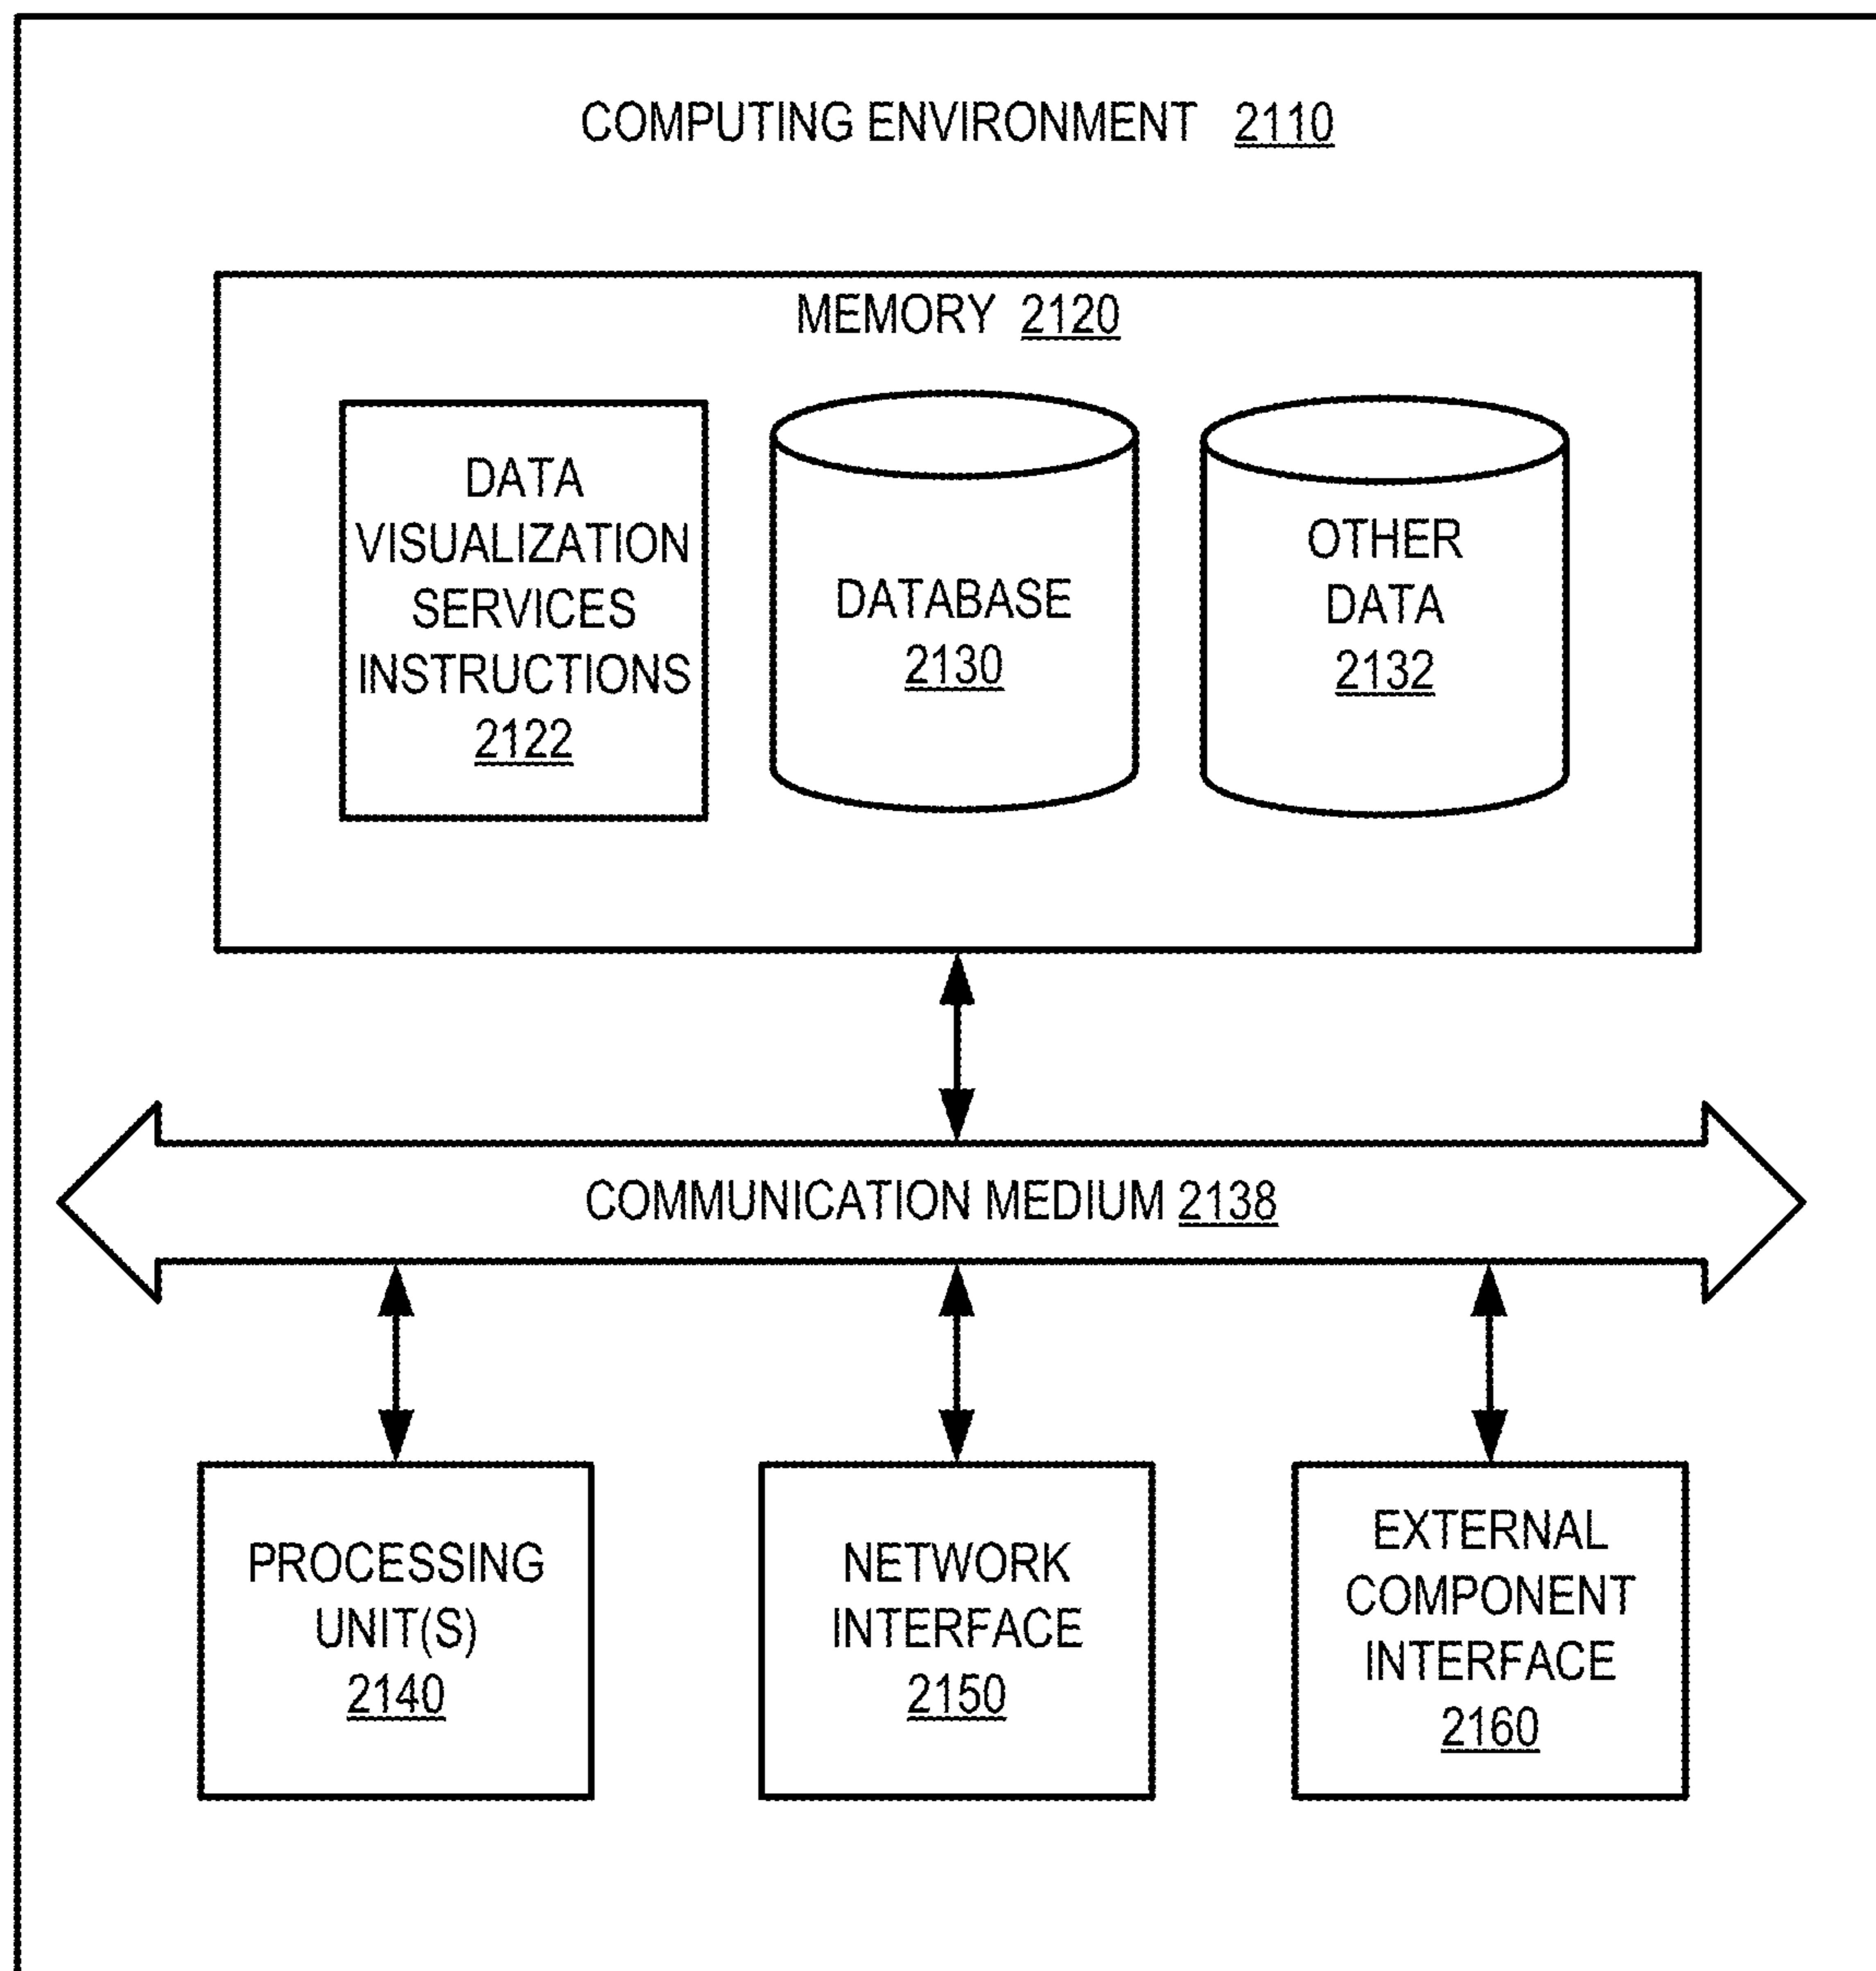 COMPUTING ENVIRONMENT 2110
MEMORY 2120
DATA
VISUALIZATION
SERVICES
INSTRUCTIONS
2122
DATABASE
2130
OTHER
DATA
2132
COMMUNICATION MEDIUM 2138
PROCESSING
UNIT(S)
2140
NETWORK
INTERFACE
2150
EXTERNAL
COMPONENT
INTERFACE
2160